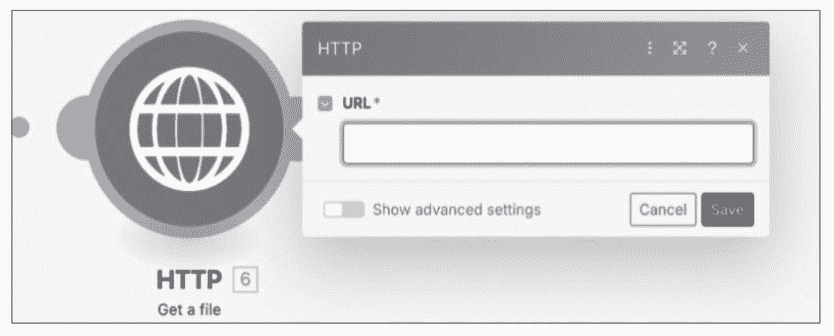 HTTP
URL *
Show advanced settings
Cancel
Save
HTTP 6
Get a file